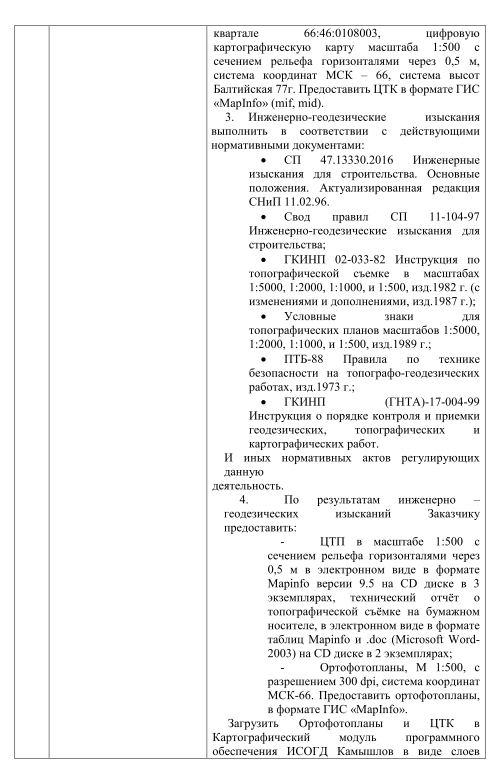 квартале 66:46:0108003, цифровую
картографическую карту масштаба 1:500 с
сечением рельефа горизонталями через 0,5 м,
система координат МСК – 66, система высот
Балтийская 77г. Предоставить ЦТК в формате ГИС
«MapInfo» (mif, mid).
3. Инженерно-геодезические изыскания
выполнить в соответствии с действующими
нормативными документами:
• СП 47.13330.2016 Инженерные
изыскания для строительства. Основные
положения. Актуализированная редакция
СНиП 11.02.96.
• Свод правил СП 11-104-97
Инженерно-геодезические изыскания для
строительства;
• ГКИНП 02-033-82 Инструкция по
топографической съемке в масштабах
1:5000, 1:2000, 1:1000, и 1:500, изд.1982 г. (с
изменениями и дополнениями, изд.1987 г.);
• Условные знаки для
топографических планов масштабов 1:5000,
1:2000, 1:1000, и 1:500, изд.1989 г.;
• ПТБ-88 Правила по технике
безопасности на топографо-геодезических
работах, изд.1973 г.;
• ГКИНП (ГНТА)-17-004-99
Инструкция о порядке контроля и приемки
геодезических, топографических и
картографических работ.
И иных нормативных актов регулирующих
данную
деятельность.
4. По результатам инженерно –
геодезических изысканий Заказчику
предоставить:
- ЦТП в масштабе 1:500 с
сечением рельефа горизонталями через
0,5 м в электронном виде в формате
Mapinfo версии 9.5 на CD диске в 3
экземплярах, технический отчёт о
топографической съёмке на бумажном
носителе, в электронном виде в формате
таблиц Mapinfo и .doc (Microsoft Word-
2003) на CD диске в 2 экземплярах;
- Ортофотопланы, М 1:500, с
разрешением 300 dpi, система координат
МСК-66. Предоставить ортофотопланы,
в формате ГИС «MapInfo».
Загрузить Ортофотопланы и ЦТК в
Картографический модуль программного
обеспечения ИСОГД Камышлов в виде слоев